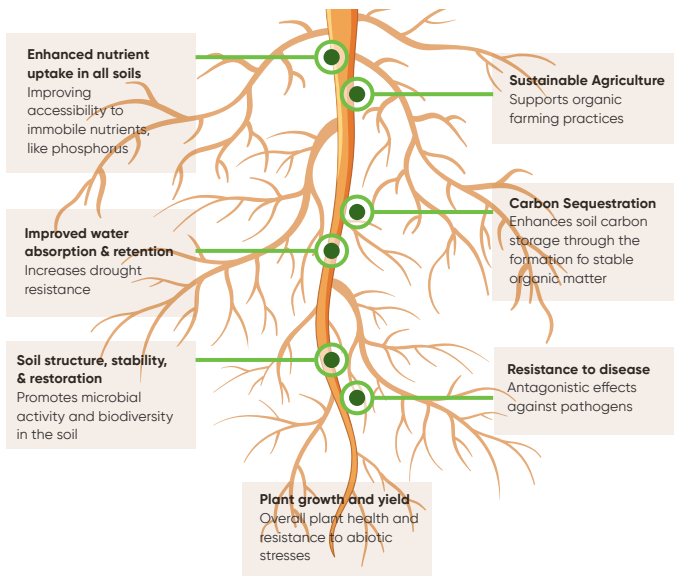 Enhanced nutrient
uptake in all soils
Improving
accessibility to
immobile nutrients,
like phosphorus
Sustainable Agriculture
Supports organic
farming practices
Improved water
absorption & retention
Increases drought
resistance
Carbon Sequestration
Enhances soil carbon
storage through the
formation fo stable
organic matter
Soil structure, stability,
& restoration
Promotes microbial
activity and biodiversity
in the soil
Resistance to disease
Antagonistic effects
against pathogens
Plant growth and yield
Overall plant health and
resistance to abiotic
stresses